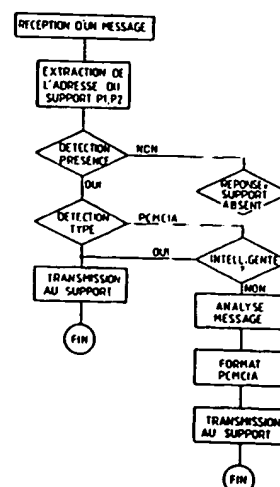 RECEPTION D'UN MESSAGE
EXTRACTION DE
L'ADRESSE DU
SUPPORT P1,P2
DETECTION
PRESENCE
NON
OUI
REPONSE:
SUPPORT
ABSENT
DETECTION
TYPE
PCMCIA
OUI
INTELLIGENTE
?
TRANSMISSION
AU SUPPORT
NON
ANALYSE
MESSAGE
FIN
FORMAT
PCMCIA
TRANSMISSION
AU SUPPORT
FIN